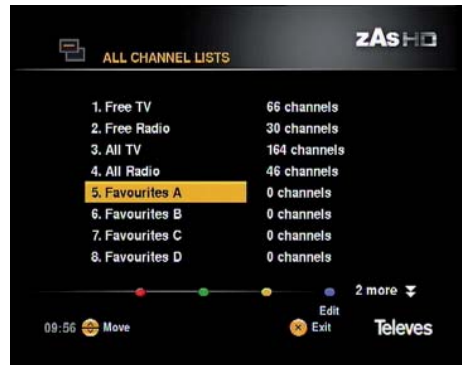 zAs HD
ALL CHANNEL LISTS
1. Free TV 66 channels
2. Free Radio 30 channels
3. All TV 164 channels
4. All Radio 46 channels
5. Favourites A 0 channels
6. Favourites B 0 channels
7. Favourites C 0 channels
8. Favourites D 0 channels
2 more
Edit
09:56 Move Exit Televes